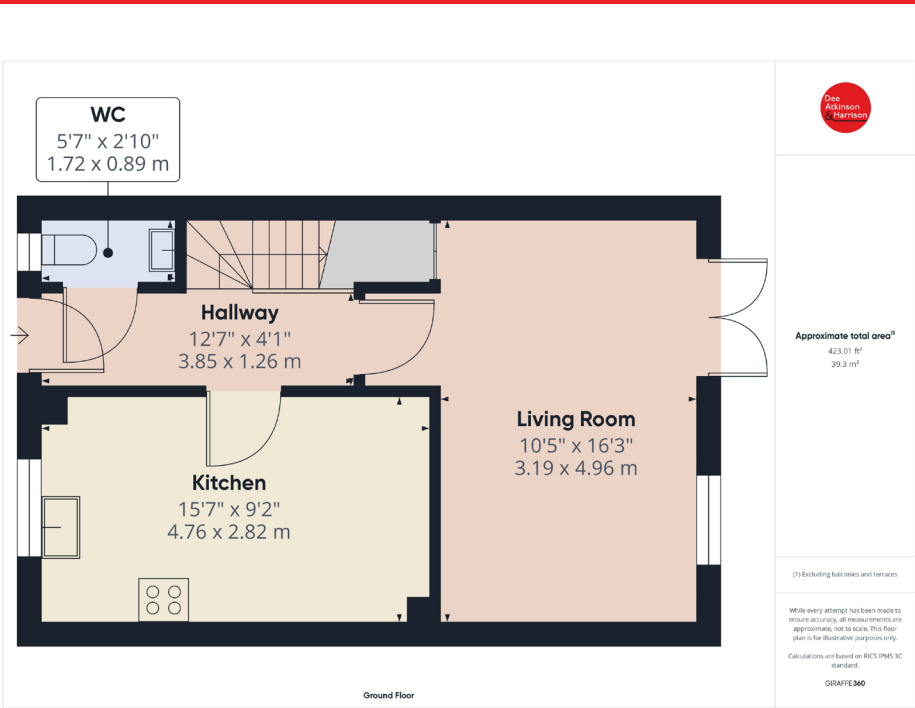 WC
5'7" x 2'10"
1.72 x 0.89 m
Hallway
12'7" x 4'1"
3.85 x 1.26 m
Living Room
10'5" x 16'3"
3.19 x 4.96 m
Kitchen
15'7" x 9'2"
4.76 x 2.82 m
Ground Floor
Dee
Atkinson
& Harrison
Approximate total area⁽¹⁾
423.01 ft²
39.3 m²
(1) Excluding balconies and terraces
While every attempt has been made to
ensure accuracy, all measurements are
approximate, not to scale. This floor
plan is for illustrative purposes only.
Calculations are based on RICS IPMS 3C
standard.
GIRAFFE360